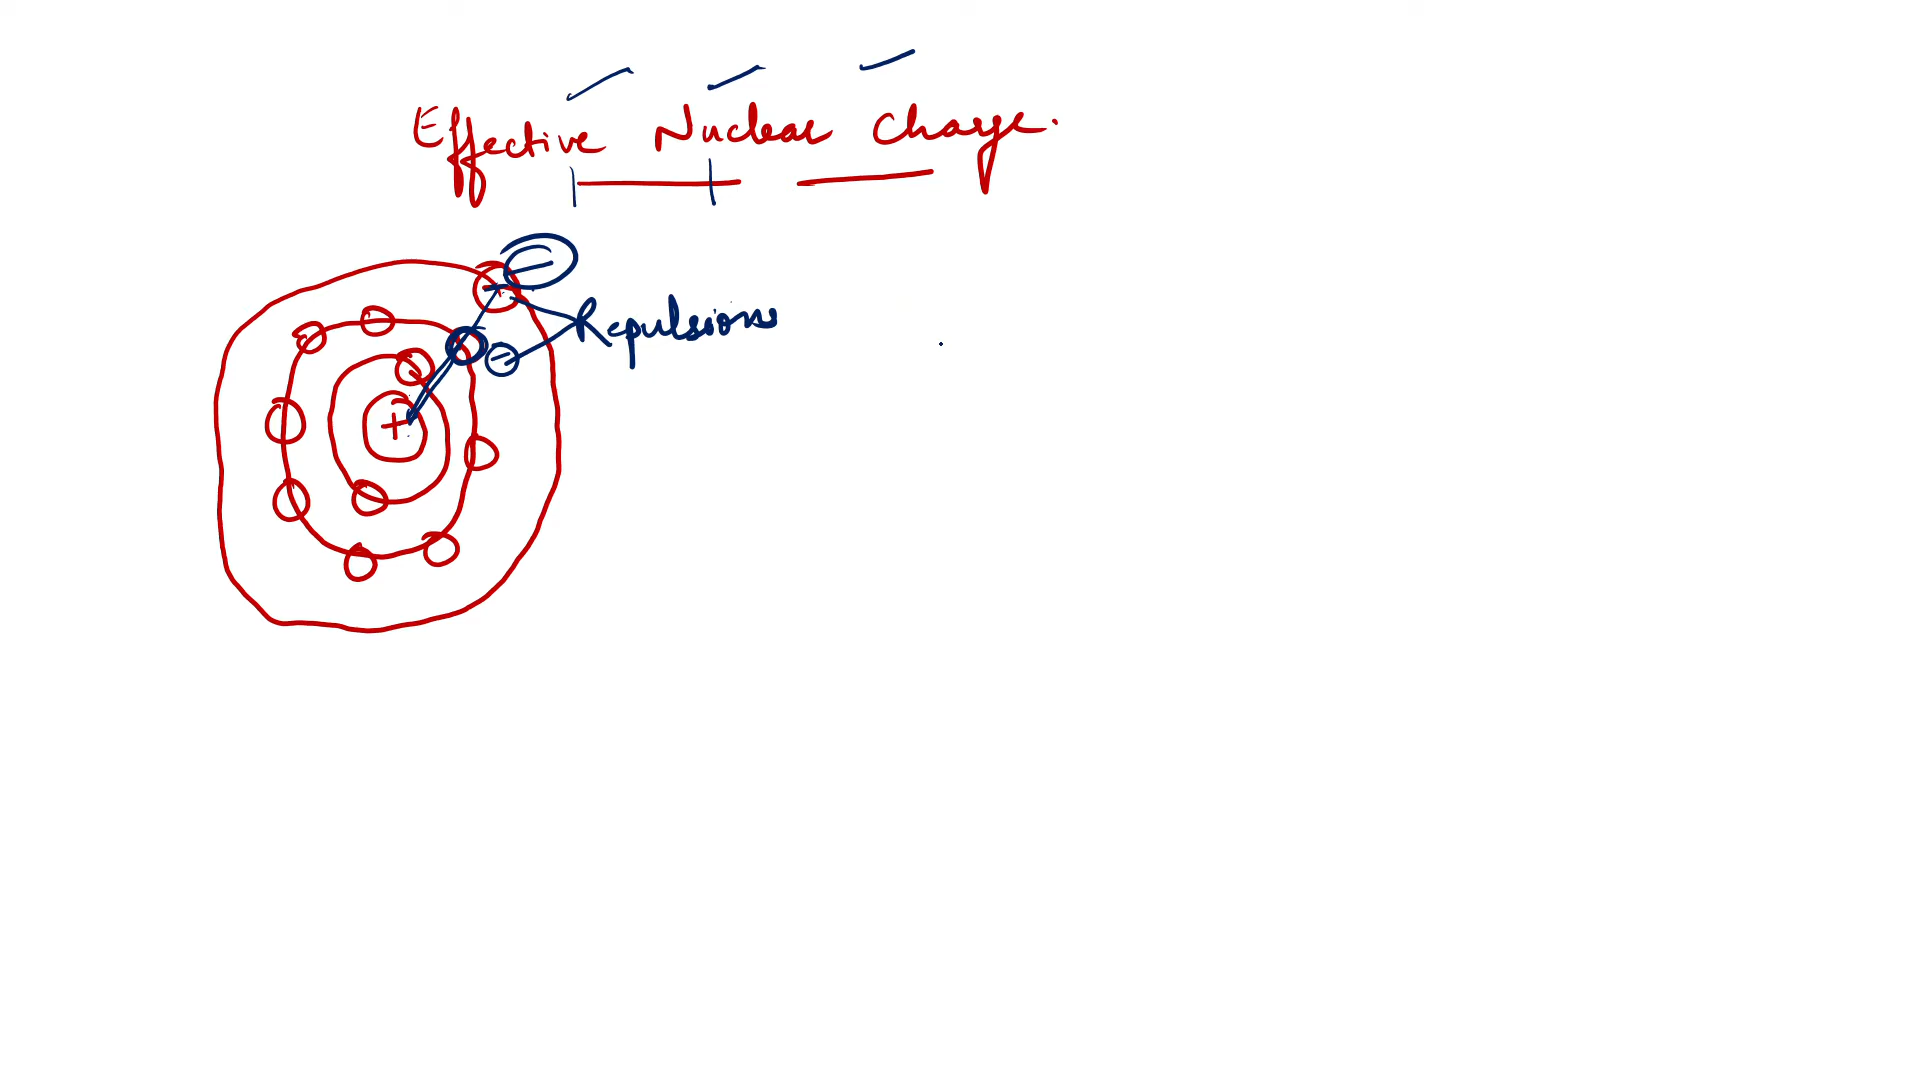 Effective Nuclear Charge.
Repulsions
+
-
-